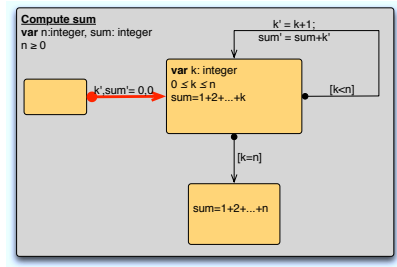 Compute sum
var n:integer, sum: integer
n ≥ 0
k' = k+1;
sum' = sum+k'
var k: integer
0 ≤ k ≤ n
sum=1+2+...+k
k',sum'= 0,0
[k<n]
[k=n]
sum=1+2+...+n